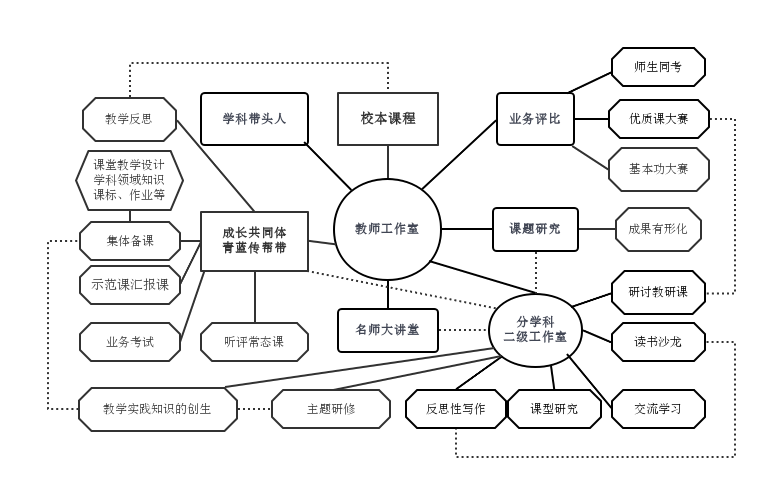 师生同考
教学反思
学科带头人
校本课程
业务评比
优质课大赛
课堂教学设计
学科领域知识
课标、作业等
基本功大赛
成长共同体
青蓝传帮带
教师工作室
课题研究
成果有形化
集体备课
示范课汇报课
研讨教研课
业务考试
听评常态课
名师大讲堂
分学科
二级工作室
读书沙龙
教学实践知识的创生
主题研修
反思性写作
课型研究
交流学习